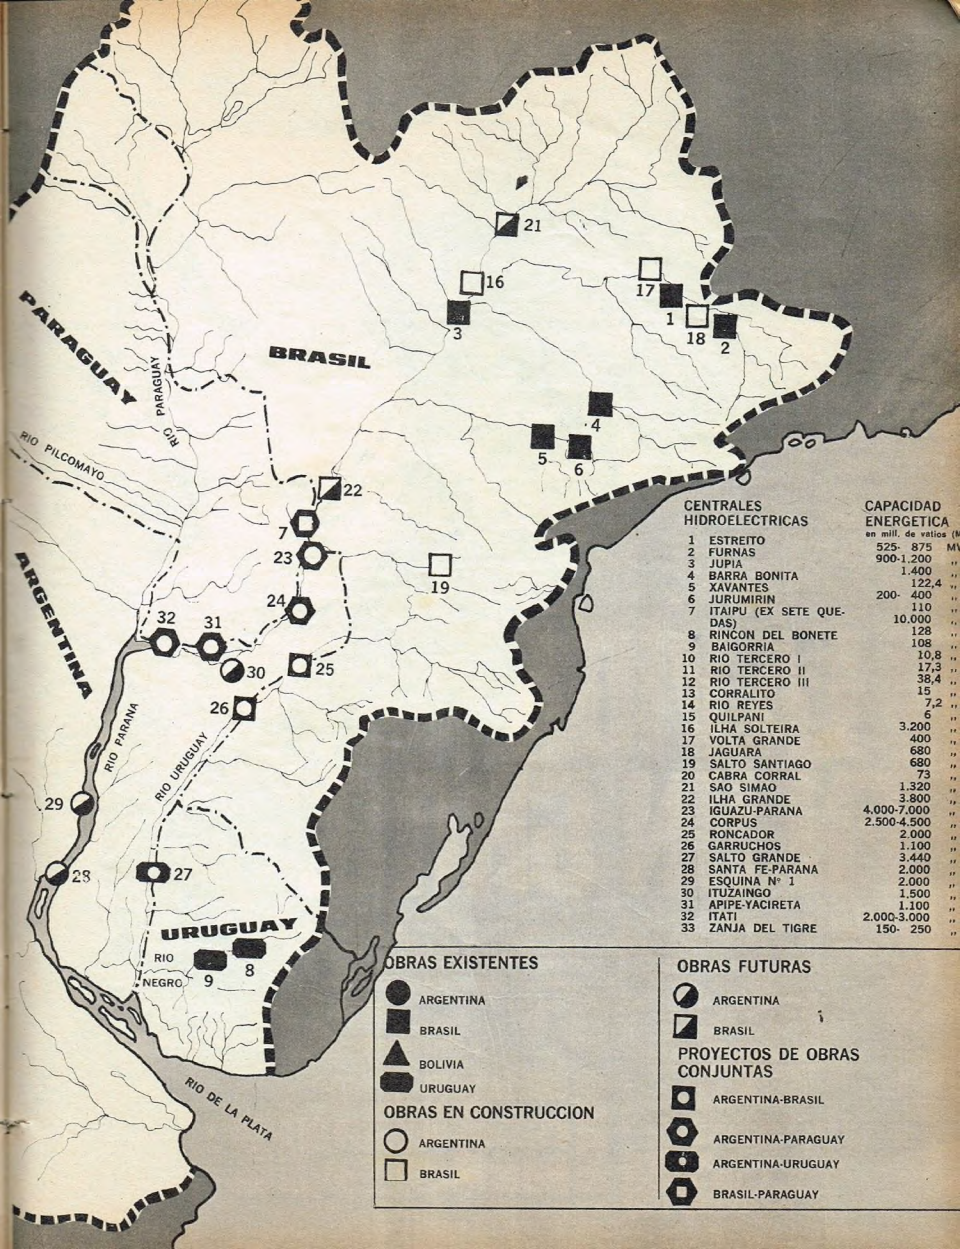 21
16
17
3
1
18
2
PARAGUAY
BRASIL
RIO PARAGUAY
4
5
6
RIO PILCOMAYO
22
7
23
19
24
32
31
30
25
26
ARGENTINA
RIO PARANA
RIO URUGUAY
29
28
27
URUGUAY
RIO NEGRO
9
8
RIO DE LA PLATA
CENTRALES HIDROELECTRICAS
CAPACIDAD ENERGETICA
en mill. de vatios (M
1 ESTREITO 525- 875 MV
2 FURNAS 900-1.200 ,,
3 JUPIA 1.400 ,,
4 BARRA BONITA 122,4 ,,
5 XAVANTES 200- 400 ,,
6 JURUMIRIN 110 ,,
7 ITAIPU (EX SETE QUE-
DAS) 10.000 ,,
8 RINCON DEL BONETE 128 ,,
9 BAIGORRIA 108 ,,
10 RIO TERCERO I 10,8 ,,
11 RIO TERCERO II 17,3 ,,
12 RIO TERCERO III 38,4 ,,
13 CORRALITO 15 ,,
14 RIO REYES 7,2 ,,
15 QUILPANI 6 ,,
16 ILHA SOLTEIRA 3.200 ,,
17 VOLTA GRANDE 400 ,,
18 JAGUARA 680 ,,
19 SALTO SANTIAGO 680 ,,
20 CABRA CORRAL 73 ,,
21 SAO SIMAO 1.320 ,,
22 ILHA GRANDE 3.800 ,,
23 IGUAZU-PARANA 4.000-7.000 ,,
24 CORPUS 2.500-4.500 ,,
25 RONCADOR 2.000 ,,
26 GARRUCHOS 1.100 ,,
27 SALTO GRANDE 3.440 ,,
28 SANTA FE-PARANA 2.000 ,,
29 ESQUINA Nº 1 2.000 ,,
30 ITUZAINGO 1.500 ,,
31 APIPE-YACIRETA 1.100 ,,
32 ITATI 2.000-3.000 ,,
33 ZANJA DEL TIGRE 150- 250 ,,
OBRAS EXISTENTES
ARGENTINA
BRASIL
BOLIVIA
URUGUAY
OBRAS EN CONSTRUCCION
ARGENTINA
BRASIL
OBRAS FUTURAS
ARGENTINA
BRASIL
PROYECTOS DE OBRAS
CONJUNTAS
ARGENTINA-BRASIL
ARGENTINA-PARAGUAY
ARGENTINA-URUGUAY
BRASIL-PARAGUAY